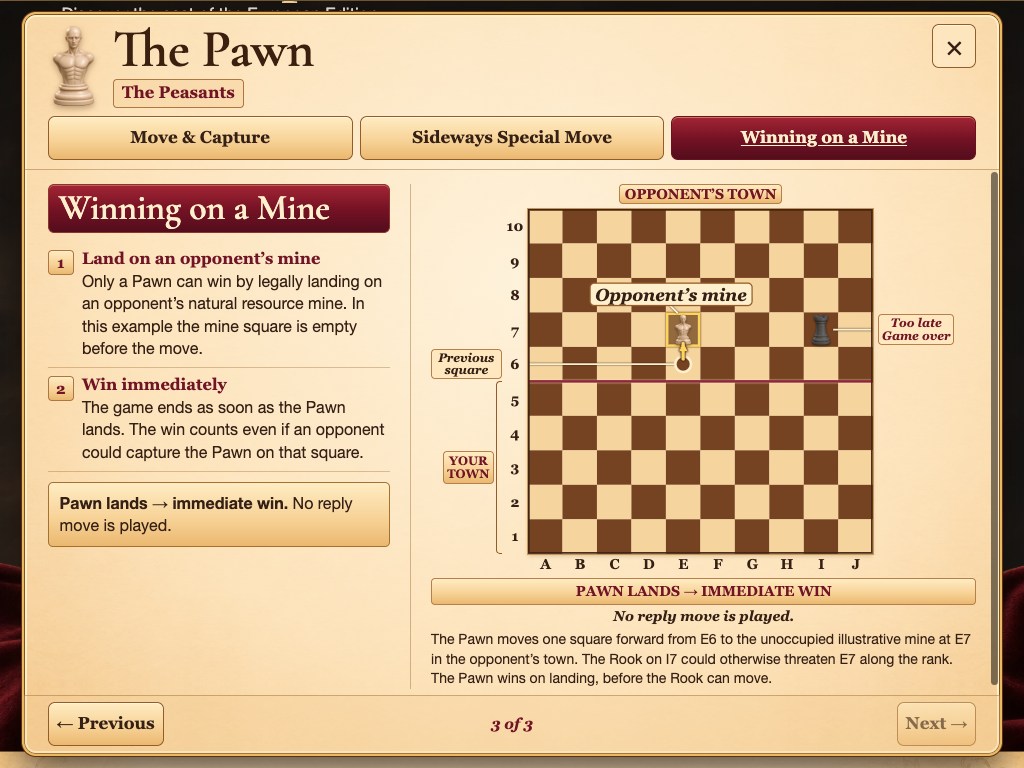 The Pawn
The Peasants
×
Move & Capture
Sideways Special Move
Winning on a Mine
Winning on a Mine
1
Land on an opponent’s mine
Only a Pawn can win by legally landing on
an opponent’s natural resource mine. In
this example the mine square is empty
before the move.
2
Win immediately
The game ends as soon as the Pawn
lands. The win counts even if an opponent
could capture the Pawn on that square.
Pawn lands → immediate win. No reply
move is played.
OPPONENT’S TOWN
10
9
8
Opponent’s mine
7
Too late
Game over
Previous
square
6
5
4
YOUR
TOWN
3
2
1
A B C D E F G H I J
PAWN LANDS → IMMEDIATE WIN
No reply move is played.
The Pawn moves one square forward from E6 to the unoccupied illustrative mine at E7
in the opponent’s town. The Rook on I7 could otherwise threaten E7 along the rank.
The Pawn wins on landing, before the Rook can move.
← Previous
3 of 3
Next →